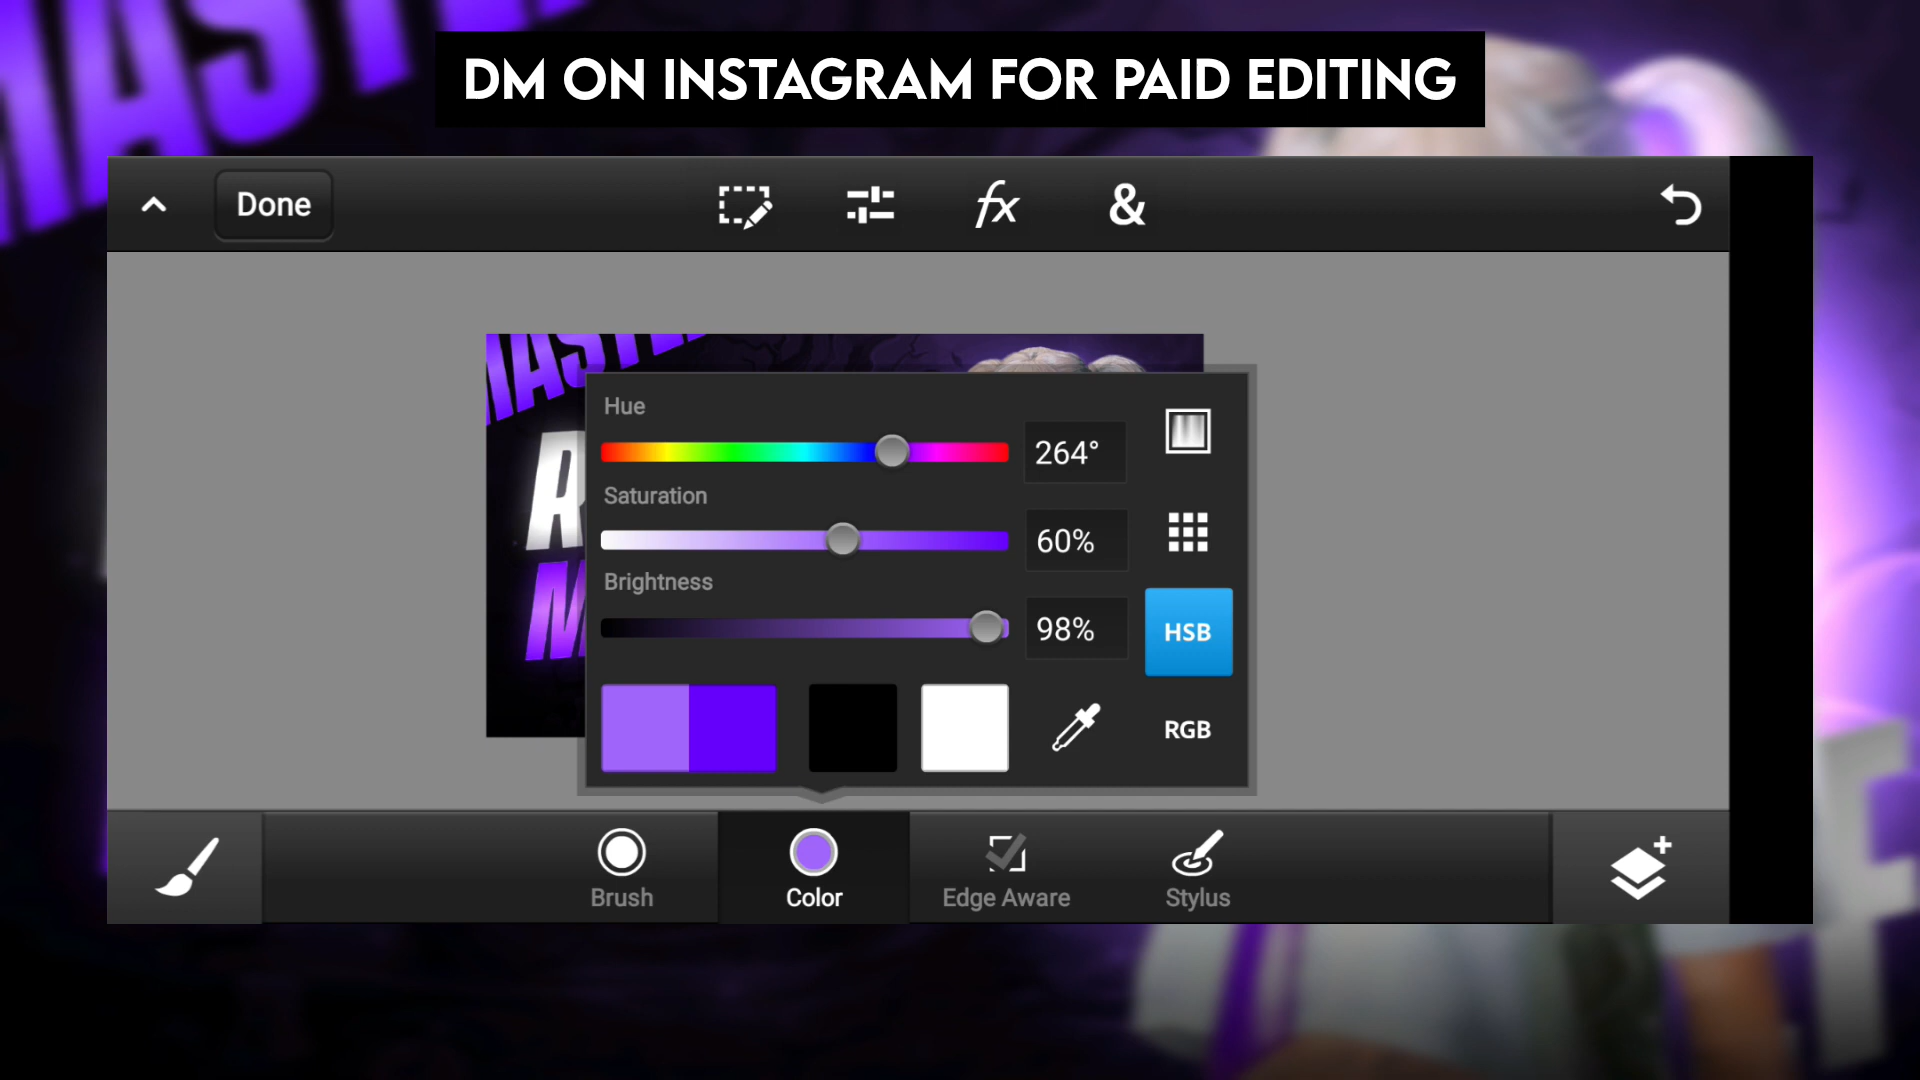 DM ON INSTAGRAM FOR PAID EDITING
Done
fx
&
Hue
264°
Saturation
60%
Brightness
98%
HSB
RGB
Brush
Color
Edge Aware
Stylus